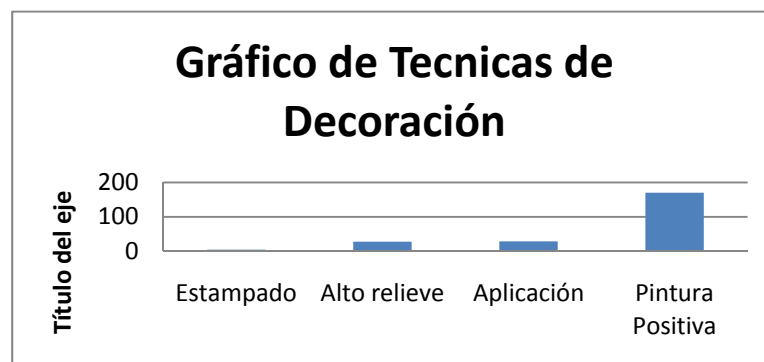 Gráfico de Tecnicas de
Decoración
Título del eje
200
100
0
Estampado
Alto relieve
Aplicación
Pintura
Positiva